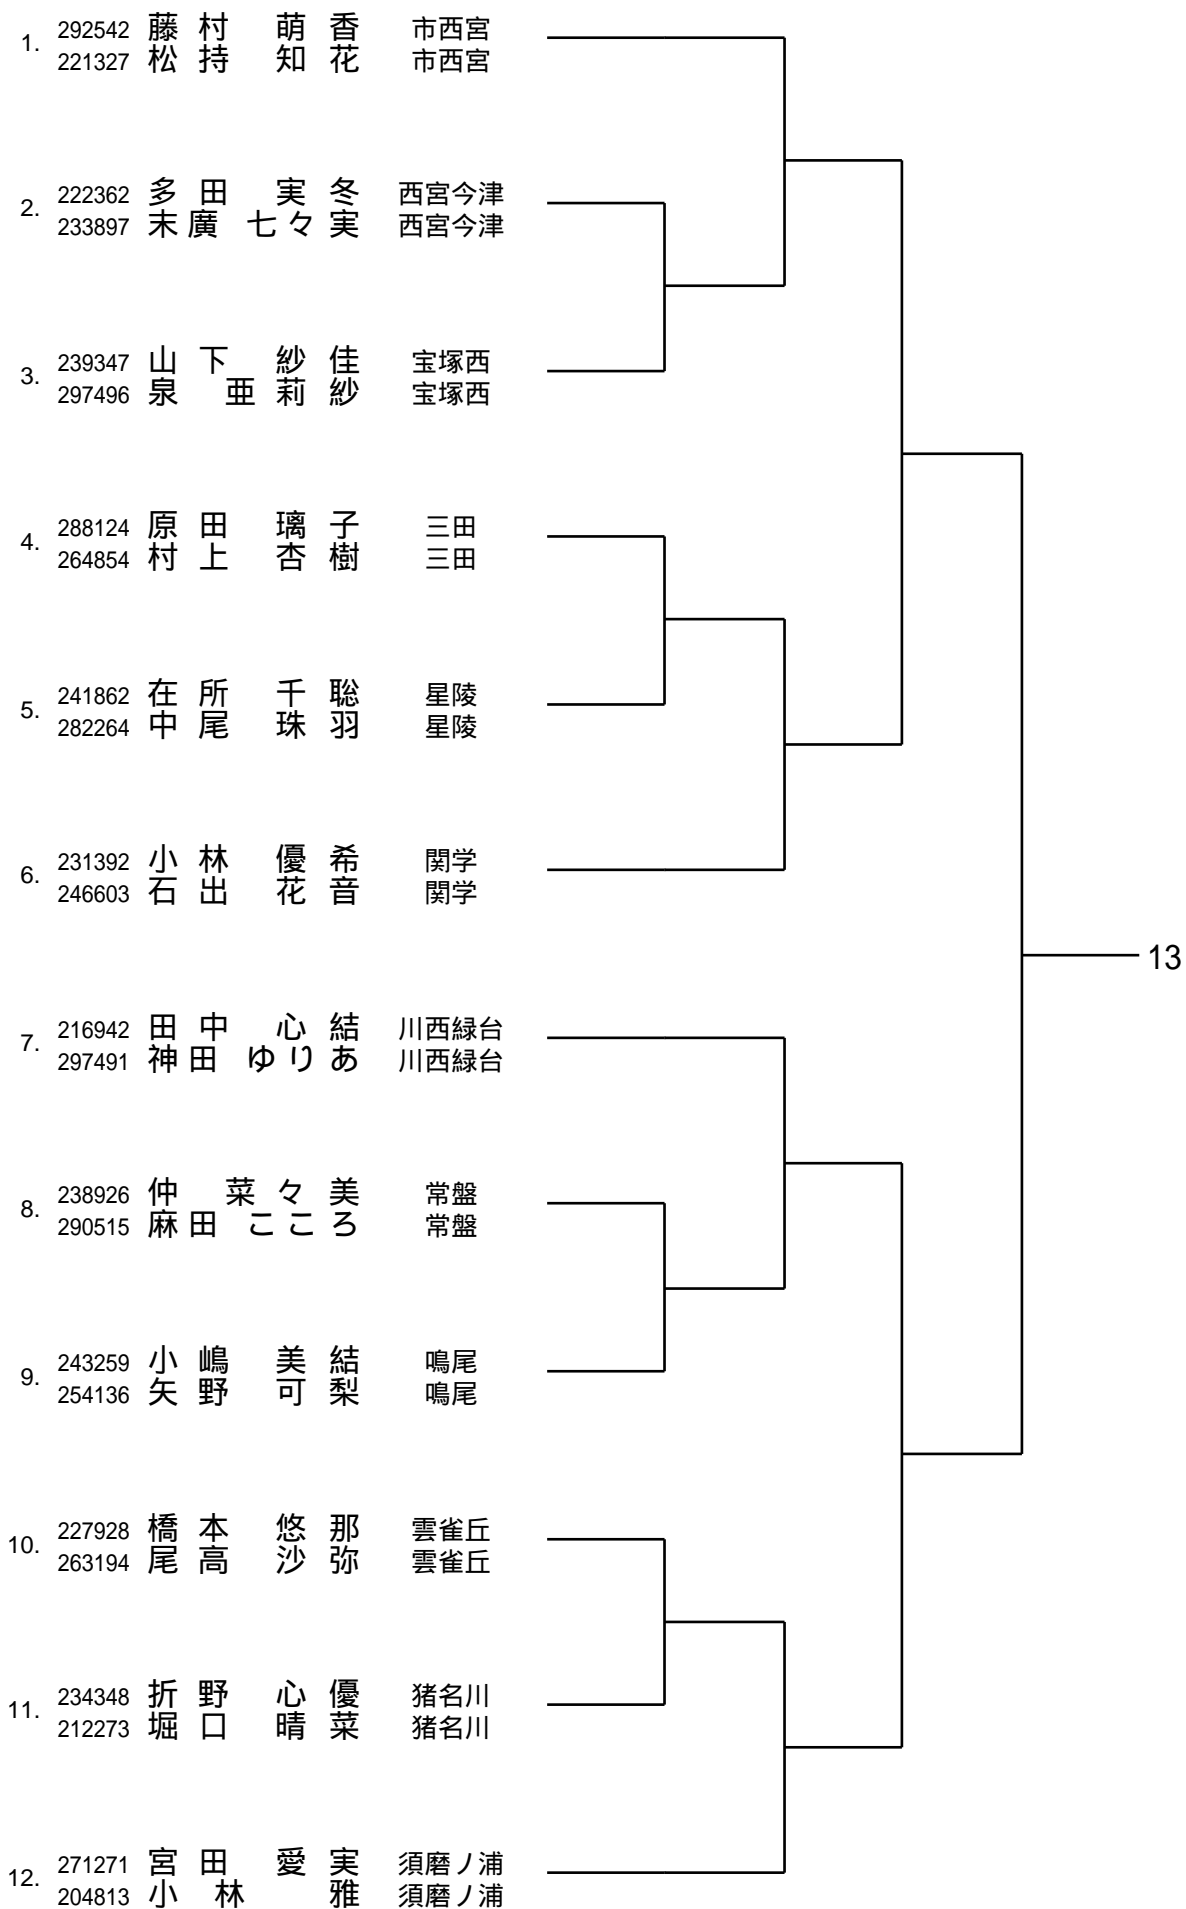 1. 292542 藤村 萌香 市西宮
221327 松持 知花 市西宮
2. 222362 多田 実冬 西宮今津
233897 末廣 七々実 西宮今津
3. 239347 山下 紗佳 宝塚西
297496 泉 亜莉紗 宝塚西
4. 288124 原田 璃子 三田
264854 村上 杏樹 三田
5. 241862 在所 千聡 星陵
282264 中尾 珠羽 星陵
6. 231392 小林 優希 関学
246603 石出 花音 関学
13
7. 216942 田中 心結 川西緑台
297491 神田 ゆりあ 川西緑台
8. 238926 仲 菜々美 常盤
290515 麻田 こころ 常盤
9. 243259 小嶋 美結 鳴尾
254136 矢野 可梨 鳴尾
10. 227928 橋本 悠那 雲雀丘
263194 尾高 沙弥 雲雀丘
11. 234348 折野 心優 猪名川
212273 堀口 晴菜 猪名川
12. 271271 宮田 愛実 須磨ノ浦
204813 小林 雅 須磨ノ浦